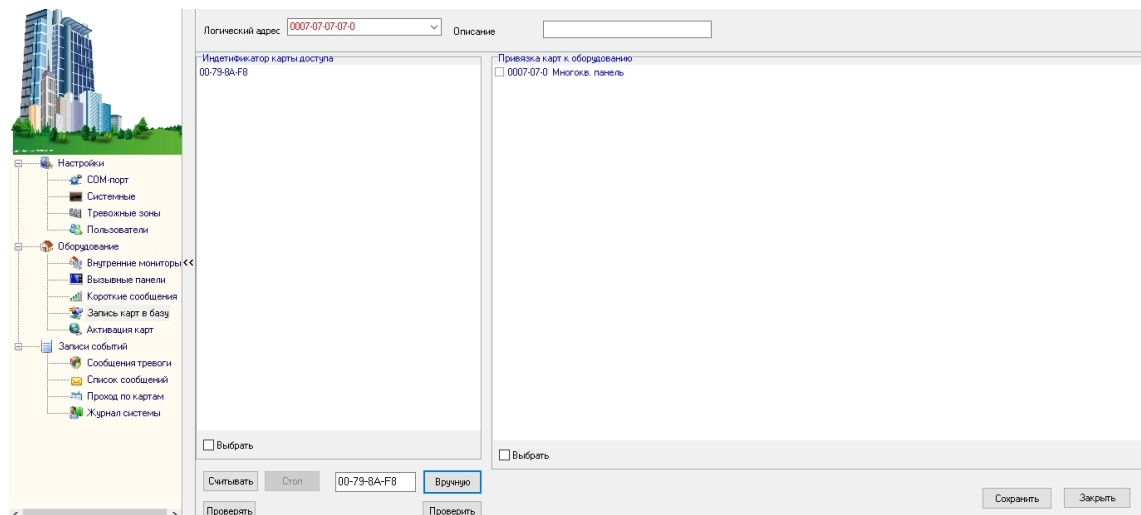 Логический адрес 0007-07-07-07-0 Описание
Индетификатор карты доступа
00-79-8A-F8
Привязка карт к оборудованию
0007-07-0 Многокв. панель
Настройки
COM-порт
Системные
Тревожные зоны
Пользователи
Оборудование
Внутренние мониторы
<<
Вызывные панели
Короткие сообщения
Запись карт в базу
Активация карт
Записи событий
Сообщения тревоги
Список сообщений
Проход по картам
Журнал системы
Выбрать
Выбрать
Считывать Стоп 00-79-8A-F8 Вручную
Проверять Проверить
Сохранить Закрыть